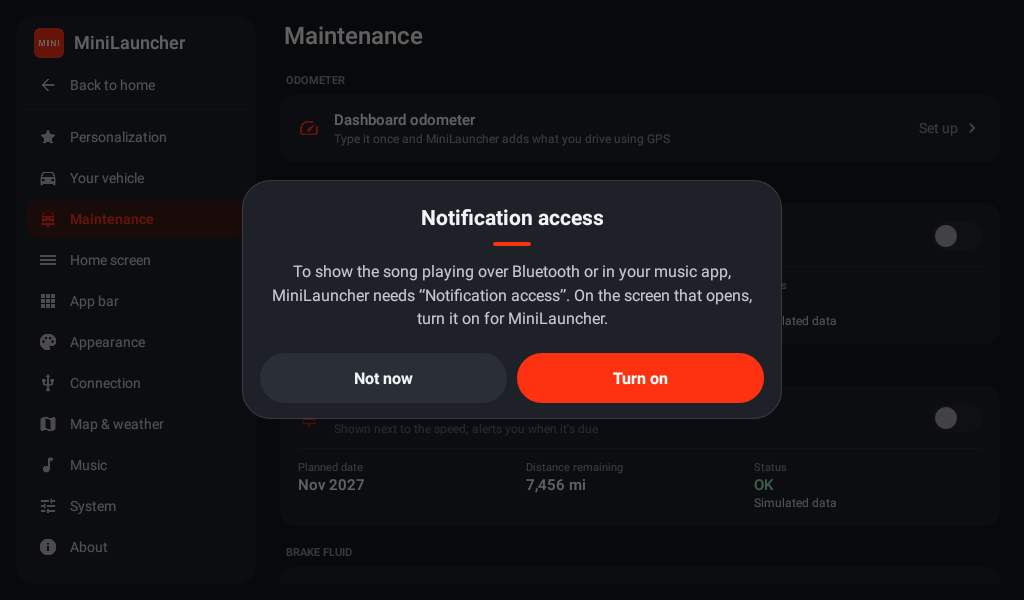 MINI MiniLauncher
Back to home
Personalization
Your vehicle
Maintenance
Home screen
App bar
Appearance
Connection
Map & weather
Music
System
About
Maintenance
ODOMETER
Dashboard odometer
Type it once and MiniLauncher adds what you drive using GPS
Set up
Notification access
To show the song playing over Bluetooth or in your music app,
MiniLauncher needs “Notification access”. On the screen that opens,
turn it on for MiniLauncher.
Not now
Turn on
Shown next to the speed; alerts you when it's due
Planned date
Nov 2027
Distance remaining
7,456 mi
Status
OK
Simulated data
BRAKE FLUID